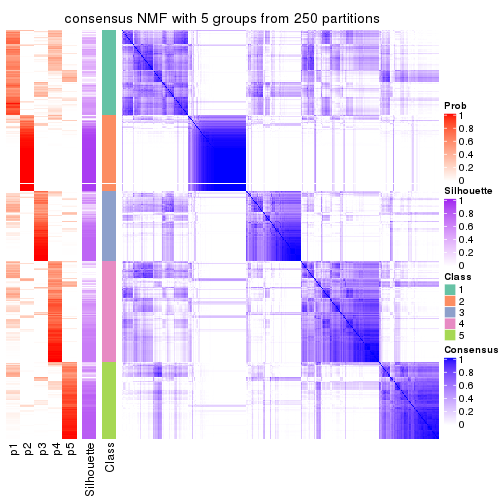 consensus NMF with 5 groups from 250 partitions
Prob
1
0.8
0.6
0.4
0.2
0
Silhouette
1
0.8
0.6
0.4
0.2
0
Class
1
2
3
4
5
Consensus
1
0.8
0.6
0.4
0.2
0
p1
p2
p3
p4
p5
Silhouette
Class